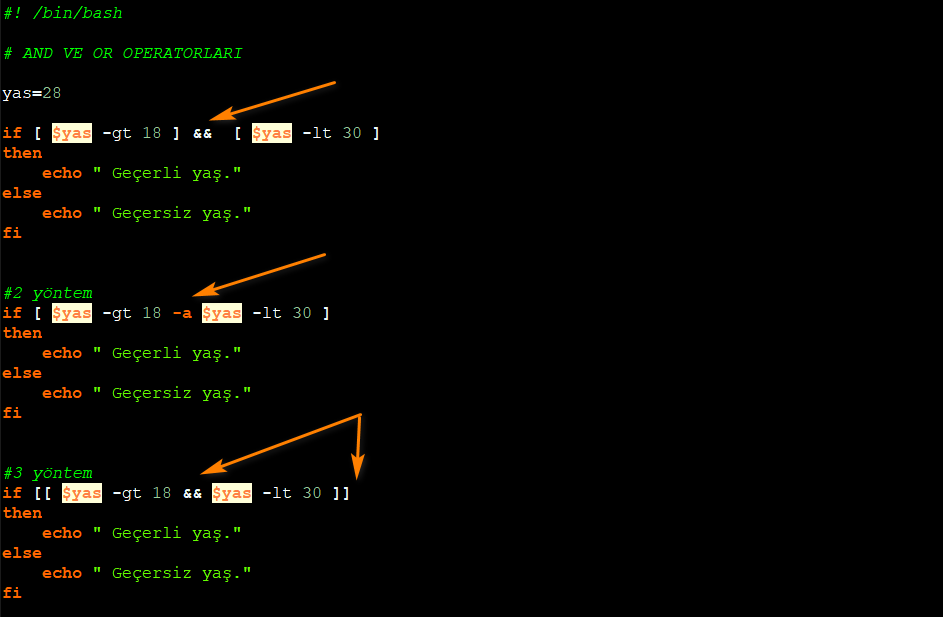 #! /bin/bash
# AND VE OR OPERATORLARI
yas=28
if [ $yas -gt 18 ] &&  [ $yas -lt 30 ]
then
    echo " Geçerli yaş."
else
    echo " Geçersiz yaş."
fi
#2 yöntem
if [ $yas -gt 18 -a $yas -lt 30 ]
then
    echo " Geçerli yaş."
else
    echo " Geçersiz yaş."
fi
#3 yöntem
if [[ $yas -gt 18 && $yas -lt 30 ]]
then
    echo " Geçerli yaş."
else
    echo " Geçersiz yaş."
fi